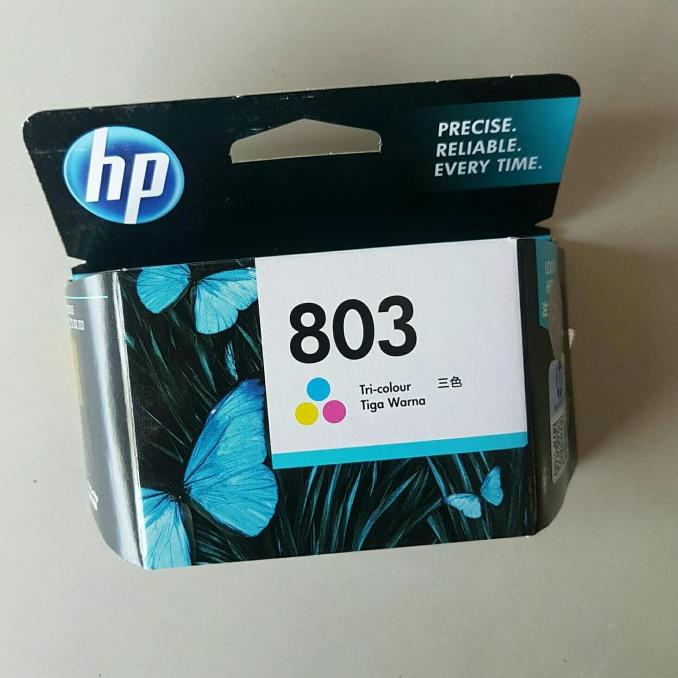 hp
PRECISE.
RELIABLE.
EVERY TIME.
803
Tri-colour 三色
Tiga Warna